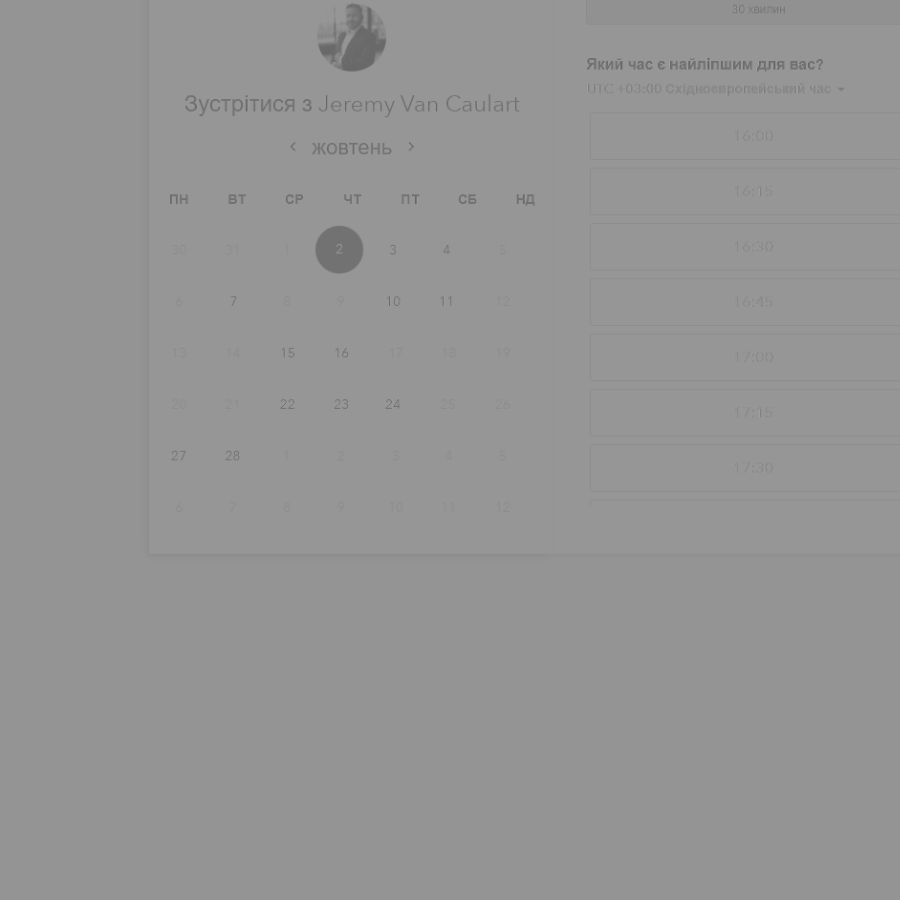 Зустрітися з Jeremy Van Caulart
жовтень
ПН ВТ СР ЧТ ПТ СБ НД
30 31 1 2 3 4 5
6 7 8 9 10 11 12
13 14 15 16 17 18 19
20 21 22 23 24 25 26
27 28 1 2 3 4 5
6 7 8 9 10 11 12
30 хвилин
Який час є найліпшим для вас?
UTC +03:00 Східноєвропейський час
16:00
16:15
16:30
16:45
17:00
17:15
17:30